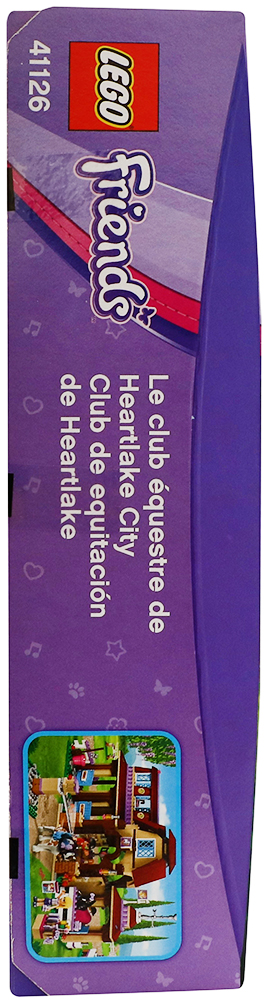 LEGO
41126
Friends
Le club équestre de
Heartlake City
Club de equitación
de Heartlake